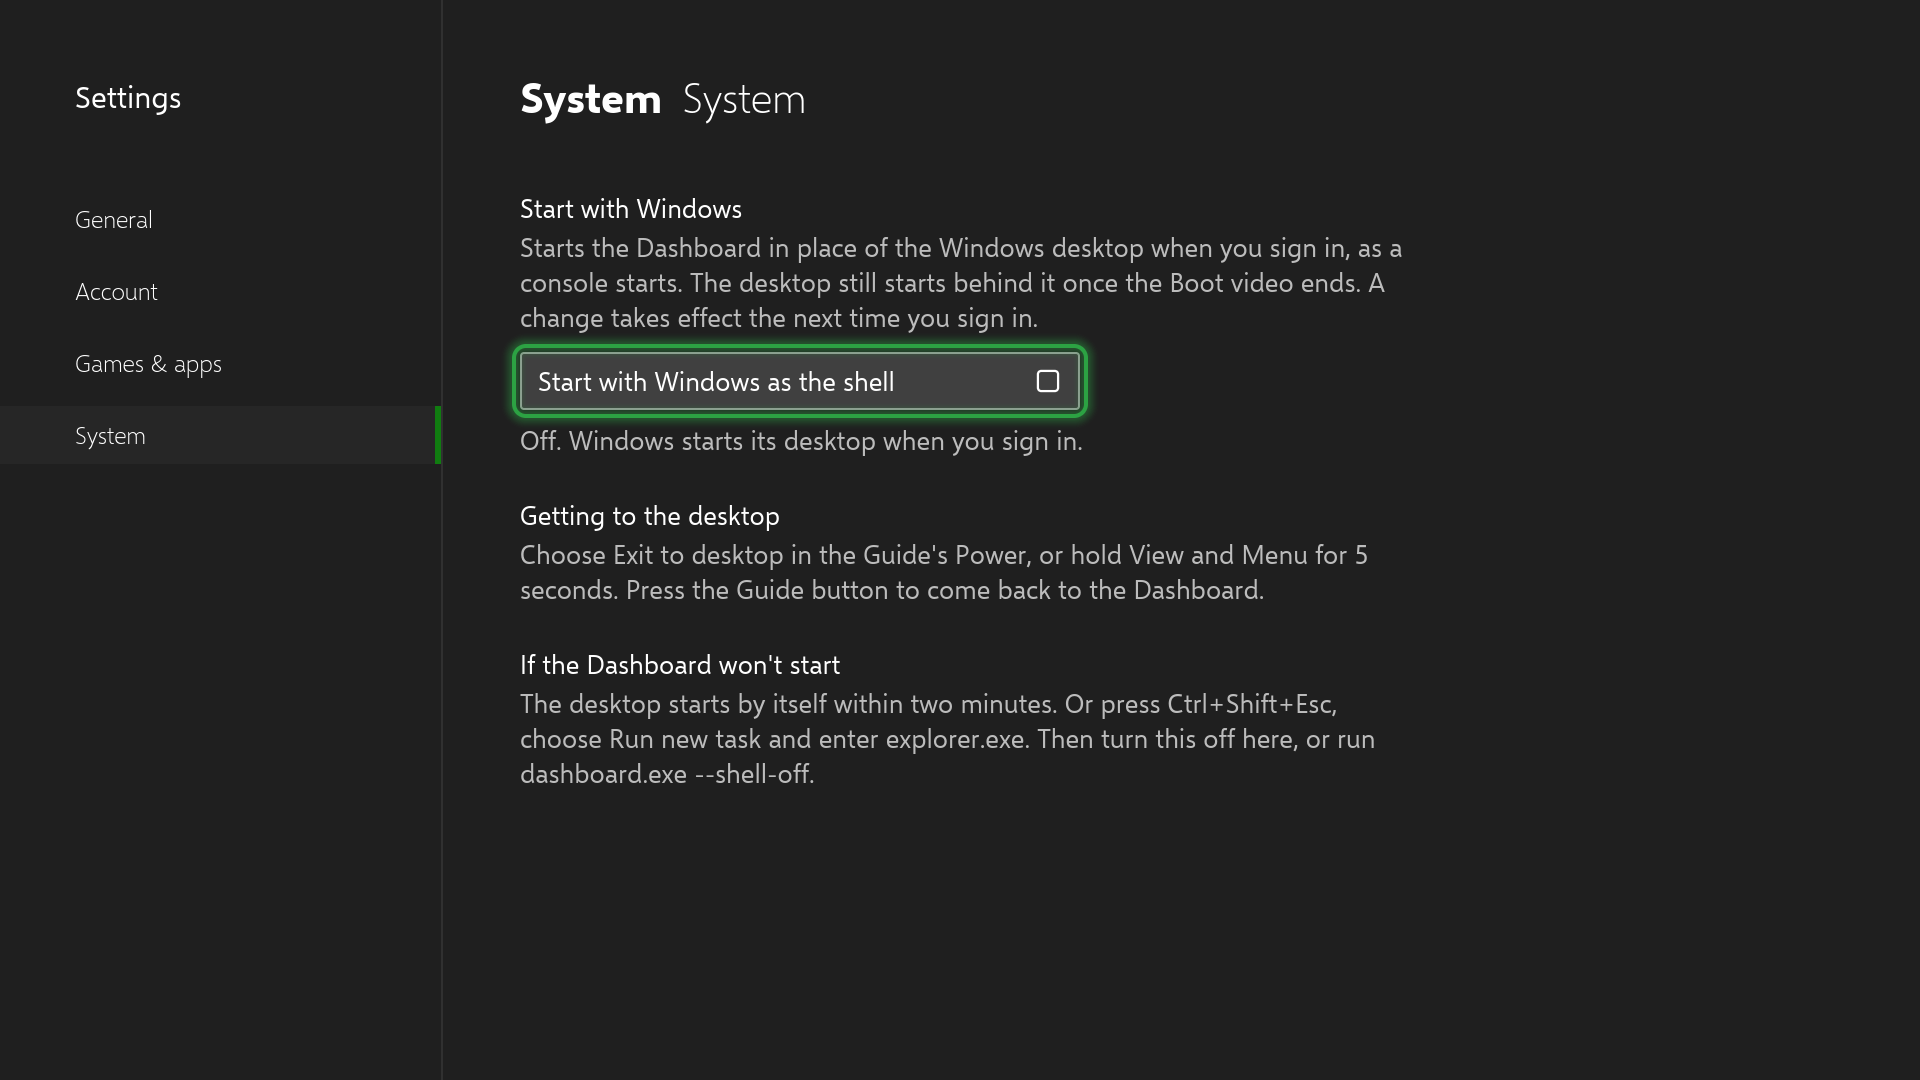 Settings
General
Account
Games & apps
System
System System
Start with Windows
Starts the Dashboard in place of the Windows desktop when you sign in, as a
console starts. The desktop still starts behind it once the Boot video ends. A
change takes effect the next time you sign in.
Start with Windows as the shell
Off. Windows starts its desktop when you sign in.
Getting to the desktop
Choose Exit to desktop in the Guide's Power, or hold View and Menu for 5
seconds. Press the Guide button to come back to the Dashboard.
If the Dashboard won't start
The desktop starts by itself within two minutes. Or press Ctrl+Shift+Esc,
choose Run new task and enter explorer.exe. Then turn this off here, or run
dashboard.exe --shell-off.